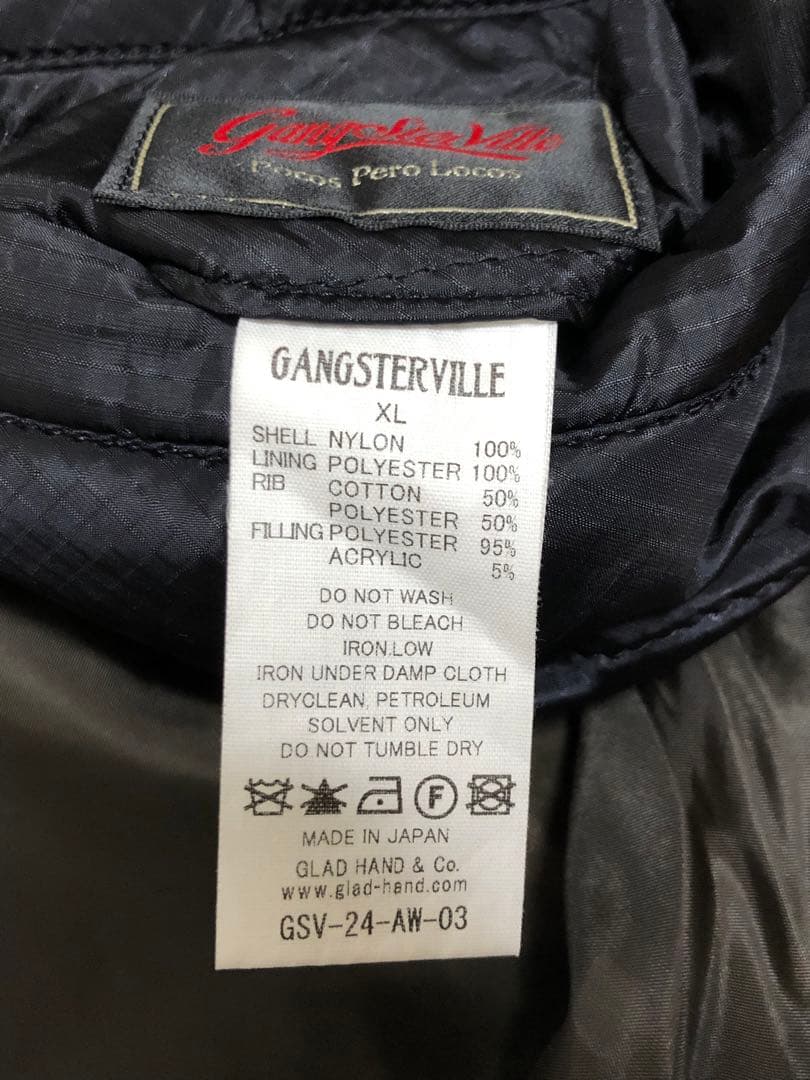 GangsterVille
Pocos Pero Locos
GANGSTERVILLE
XL
SHELL NYLON 100%
LINING POLYESTER 100%
RIB COTTON 50%
POLYESTER 50%
FILLING POLYESTER 95%
ACRYLIC 5%
DO NOT WASH
DO NOT BLEACH
IRON.LOW
IRON UNDER DAMP CLOTH
DRYCLEAN, PETROLEUM
SOLVENT ONLY
DO NOT TUMBLE DRY
F
MADE IN JAPAN
GLAD HAND & Co.
www.glad-hand.com
GSV-24-AW-03